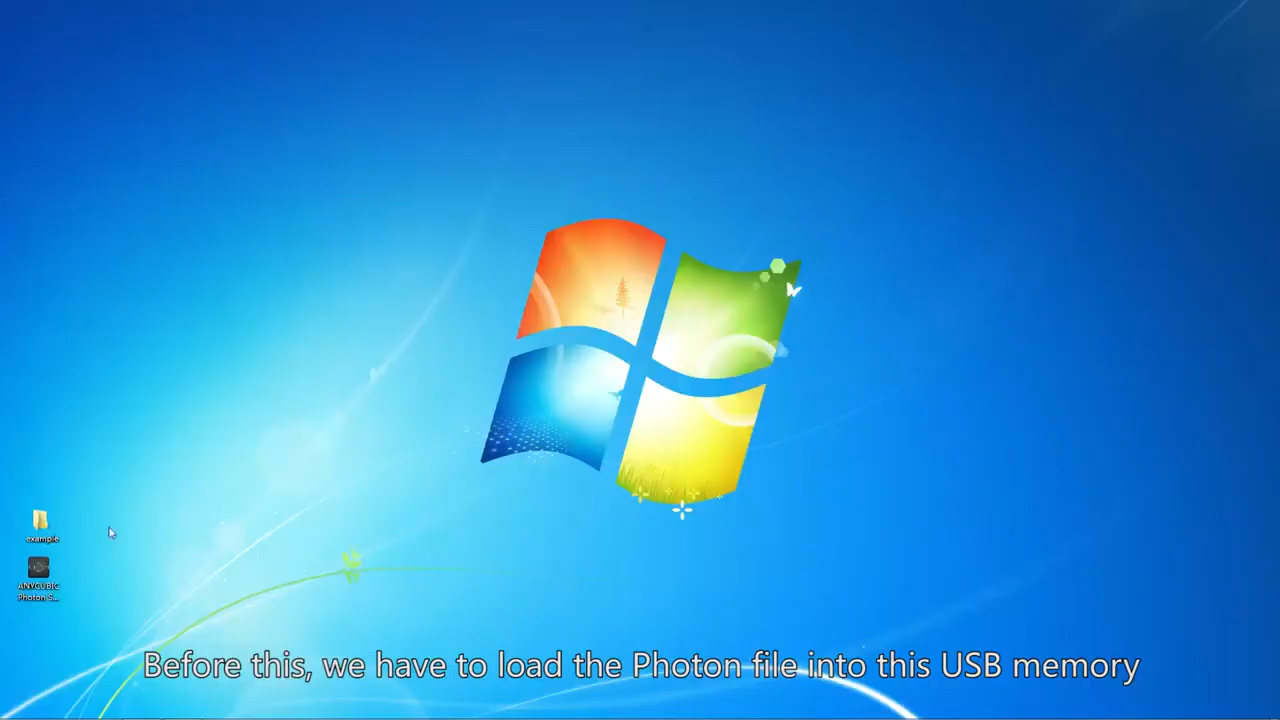 example
ANYCUBIC
Photon S...
Before this, we have to load the Photon file into this USB memory